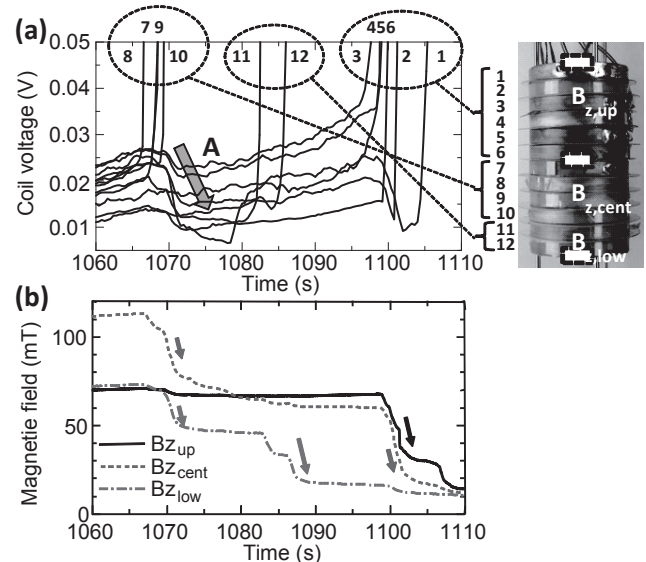 (a)
7 9
8
10
11
12
456
3
2
1
Coil voltage (V)
0.05
0.04
0.03
0.02
0.01
A
1060 1070 1080 1090 1100 1110
Time (s)
1
2
3
4
5
6
7
8
9
10
11
12
Bz,up
Bz,cent
Bz,low
(b)
Magnetie field (mT)
100
50
0
Bzup
Bzcent
Bzlow
1060 1070 1080 1090 1100 1110
Time (s)